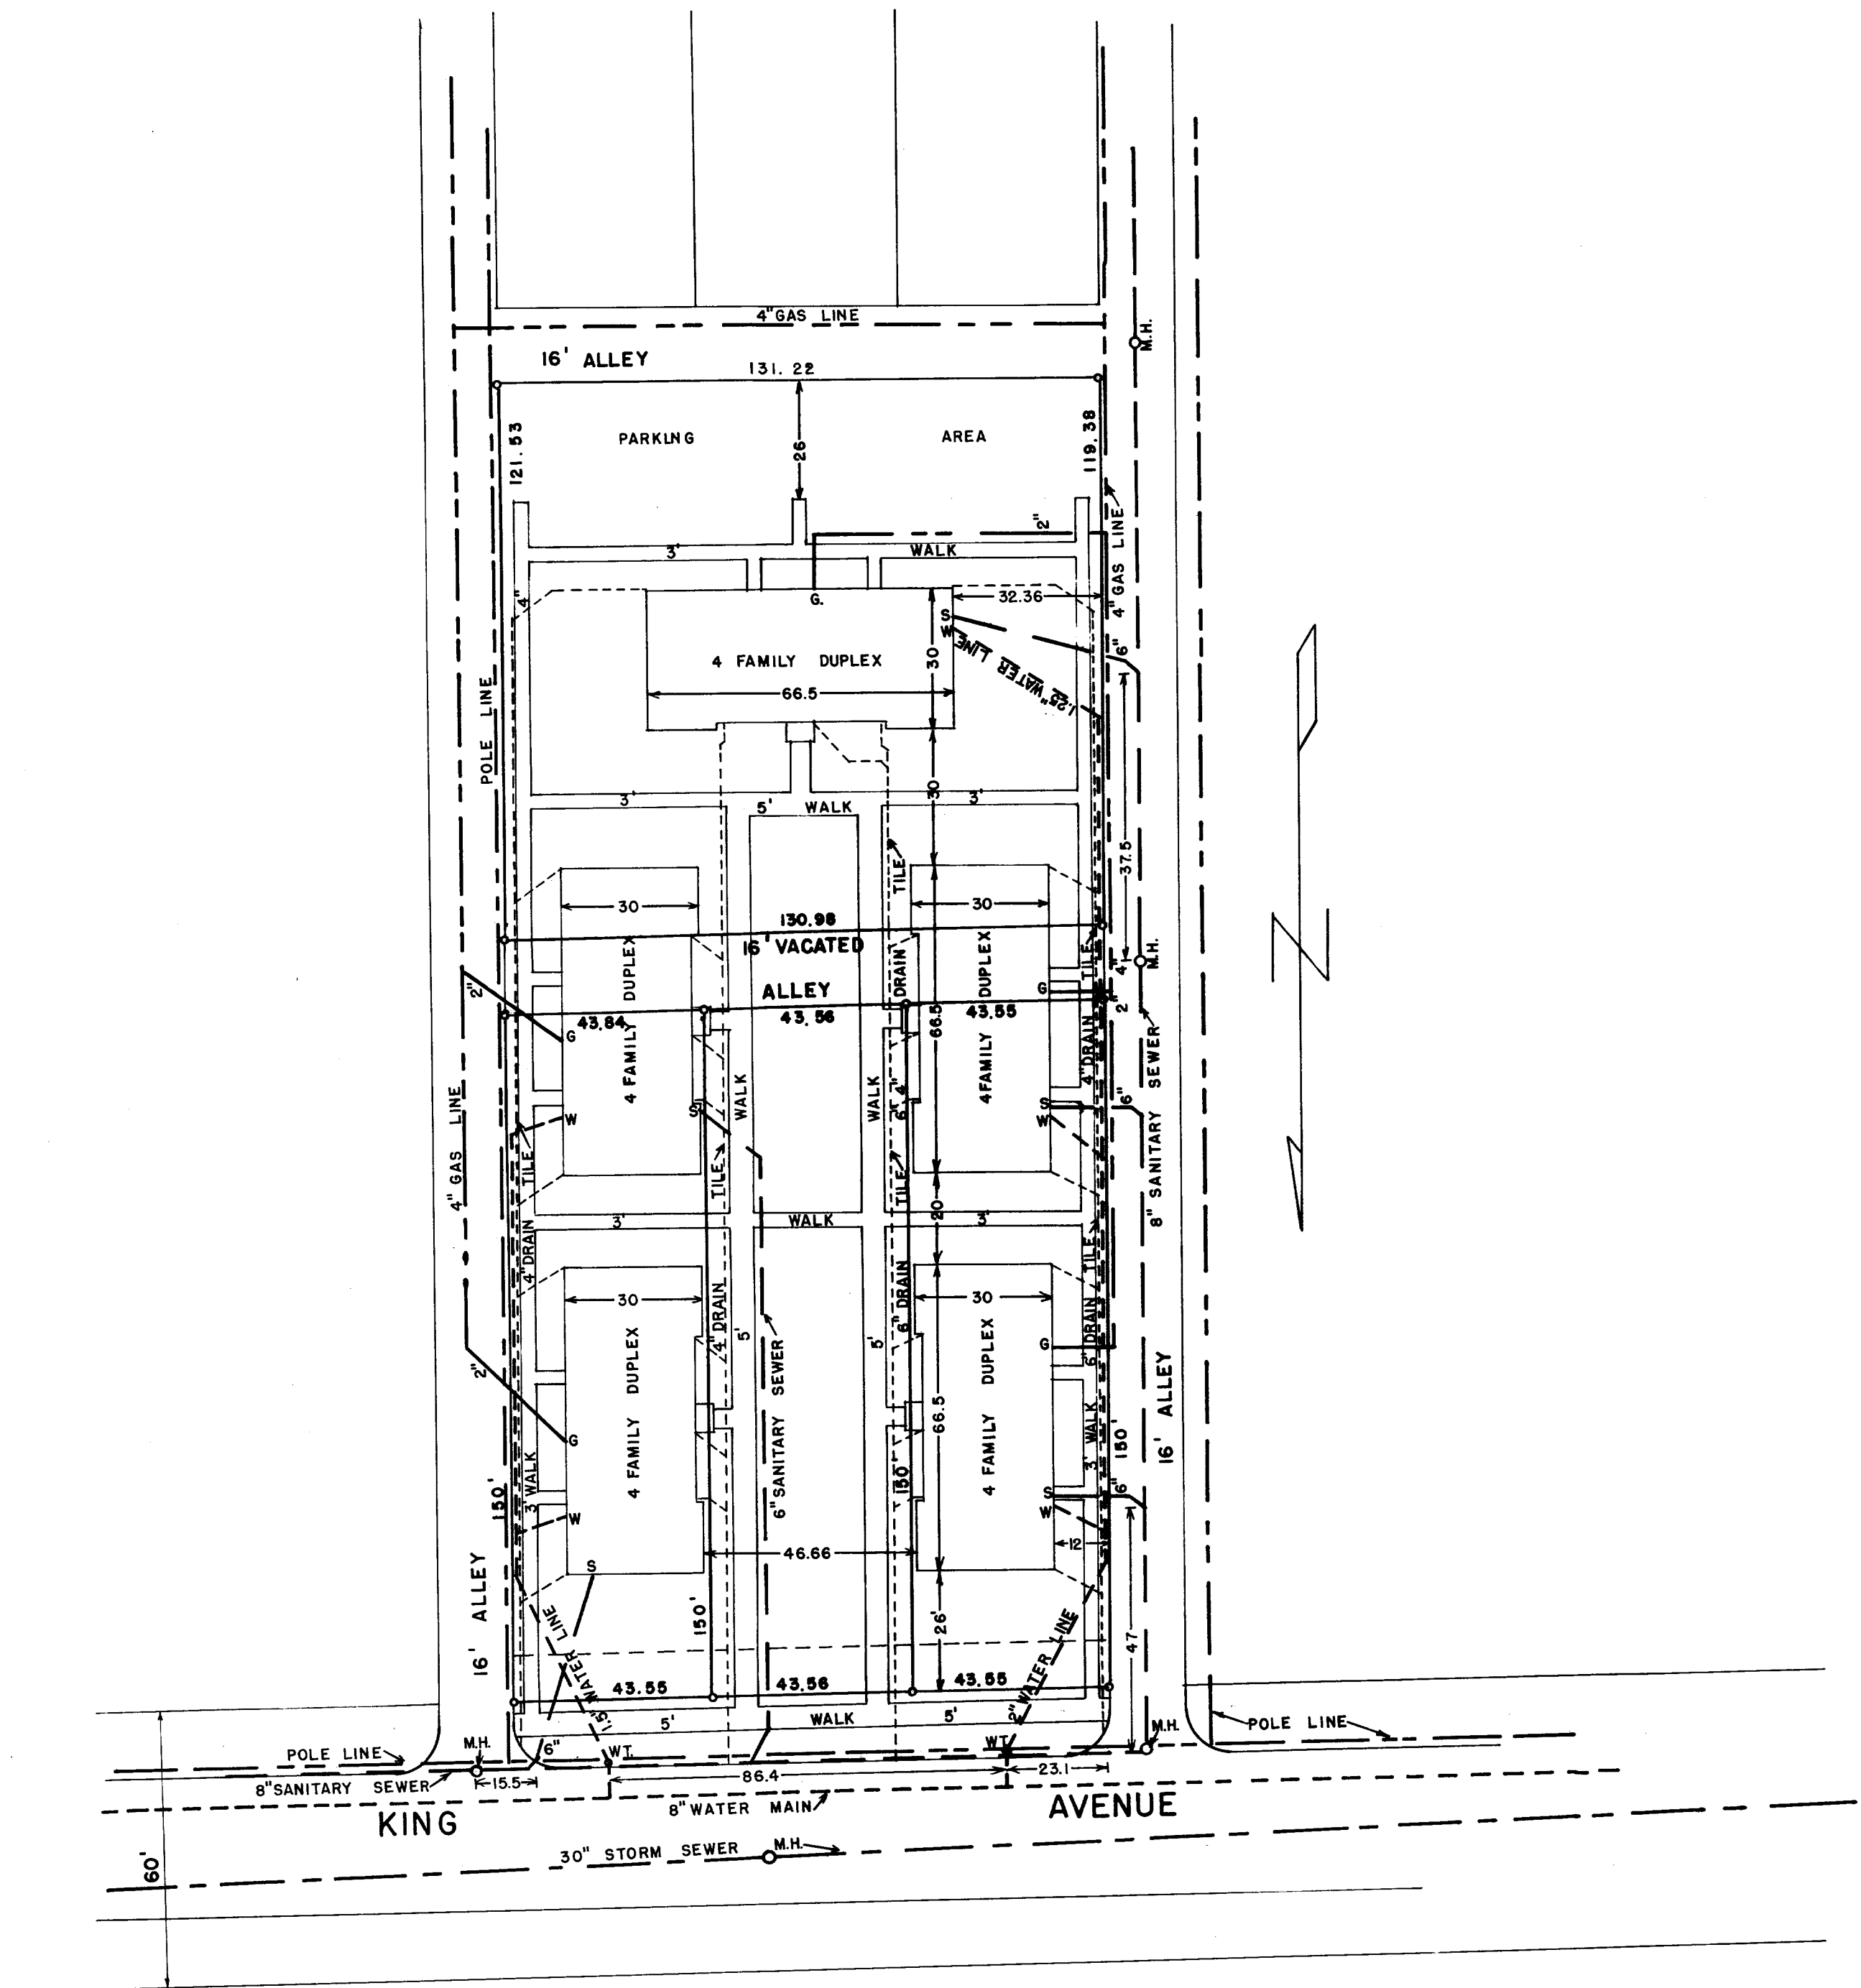 4" GAS LINE
16' ALLEY
131.22
M.H.
121.53
PARKING
26
AREA
119.38
4" GAS LINE
2"
3'
WALK
4"
G.
S
W
32.36
6"
4 FAMILY DUPLEX
30
1.25" WATER LINE
66.5
POLE LINE
30
37.5
3'
5' WALK
3'
TILE
30
30
130.98
16' VACATED
ALLEY
4 FAMILY DUPLEX
DRAIN
4 FAMILY DUPLEX
TILE
4"
M.H.
2"
G
2"
43.84
43.56
43.55
G
66.5
4" DRAIN
8" SANITARY SEWER
4" GAS LINE
W
S
WALK
WALK
6" 4"
S
W
6"
TILE
TILE
TILE
20
3'
WALK
3'
4" DRAIN
TILE
30
4" DRAIN
5'
6" DRAIN
5'
30
6" DRAIN
4 FAMILY DUPLEX
6" SANITARY SEWER
4 FAMILY DUPLEX
G
2"
G
66.5
3' WALK
150'
16' ALLEY
150'
3' WALK
W
150'
S
W
6"
46.66
12
S
16' ALLEY
150'
26'
47
1.5" WATER LINE
2" WATER LINE
43.55
43.56
43.55
5'
WALK
5'
M.H.
6"
WT.
WT.
M.H.
POLE LINE
POLE LINE
8" SANITARY SEWER
15.5
86.4
23.1
8" WATER MAIN
KING AVENUE
30" STORM SEWER
M.H.
60'
N